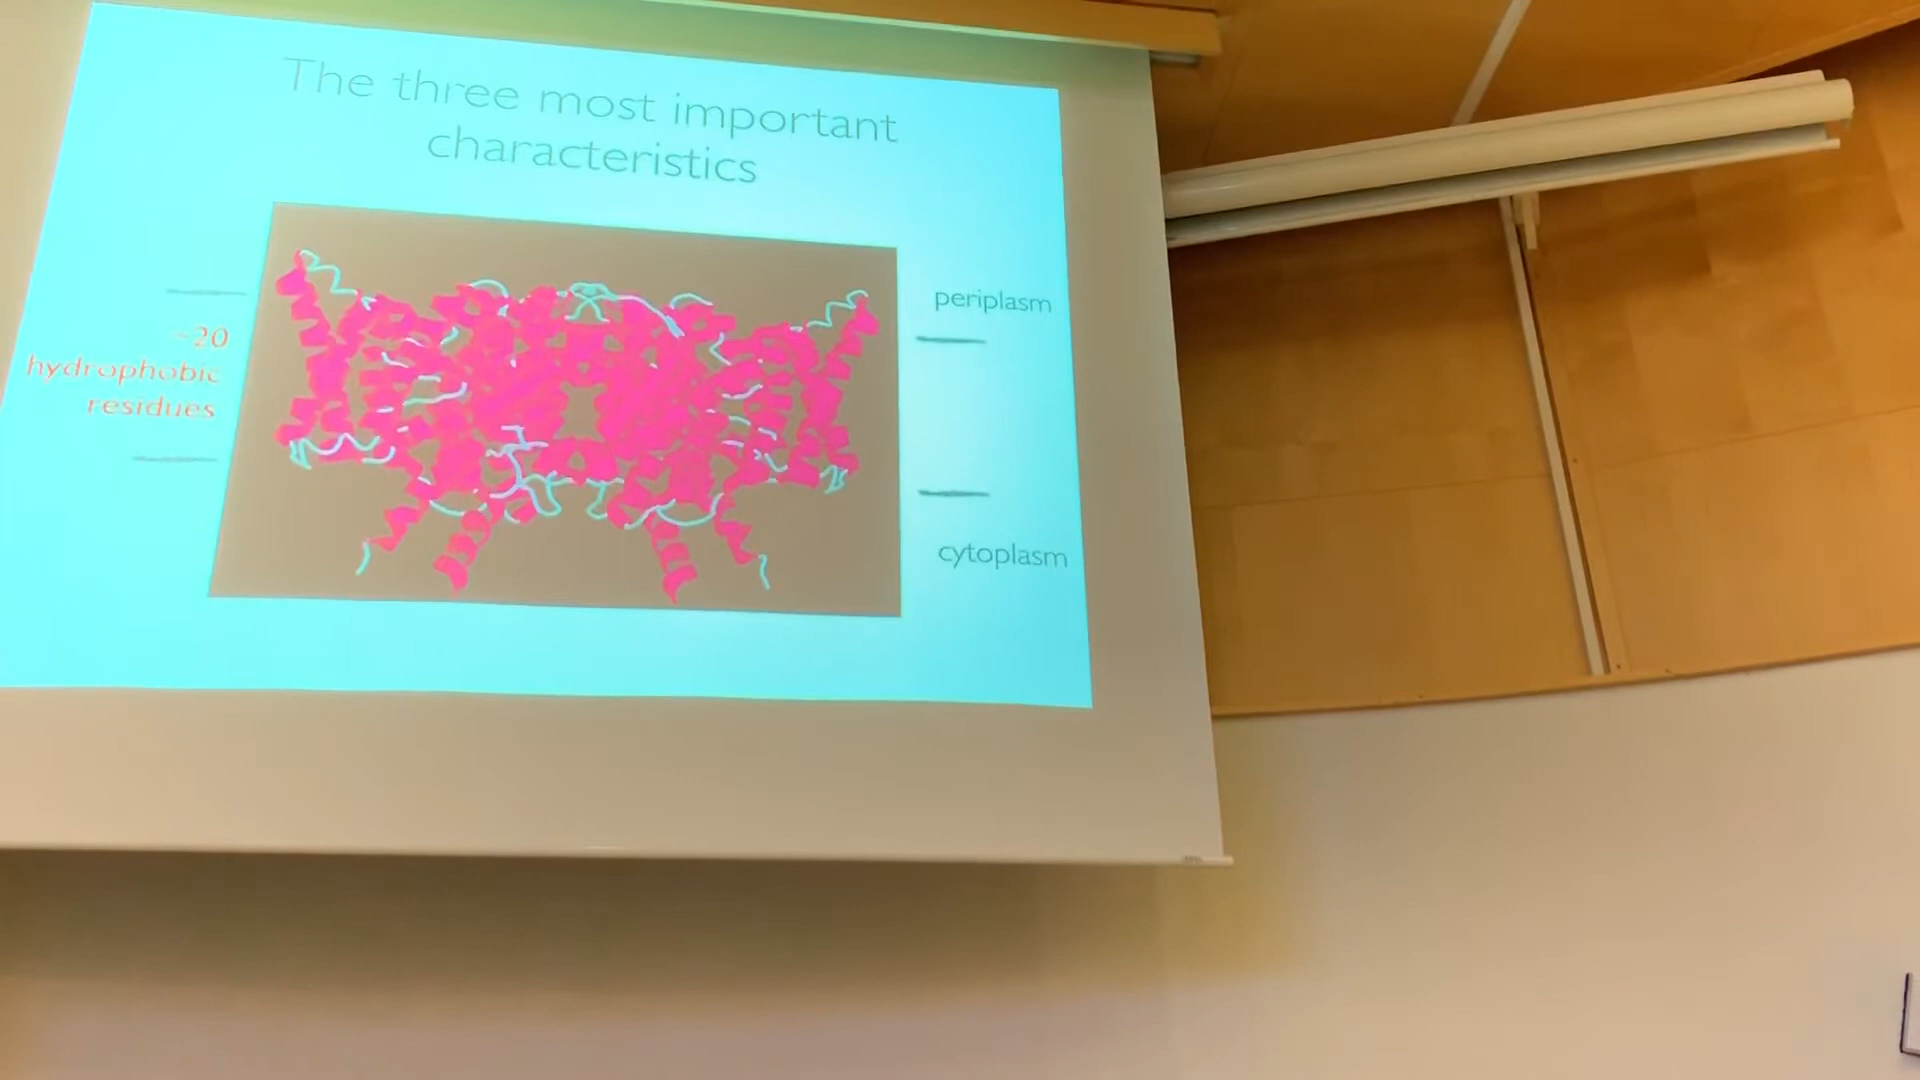 The three most important
characteristics
~20
hydrophobic
residues
periplasm
cytoplasm